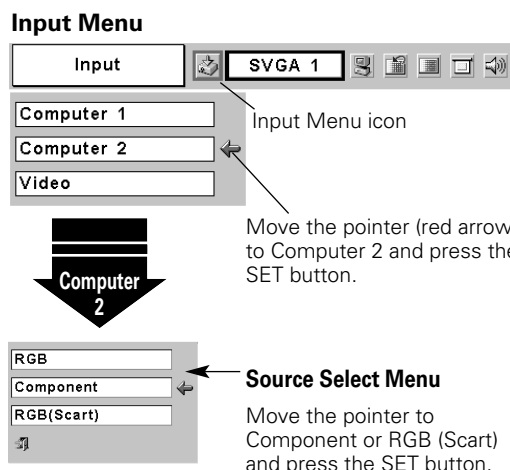 Input Menu
Input
SVGA 1
Computer 1
Input Menu icon
Computer 2
Video
Move the pointer (red arrow
to Computer 2 and press the
SET button.
Computer
2
RGB
Component
RGB(Scart)
Source Select Menu
Move the pointer to
Component or RGB (Scart)
and press the SET button.